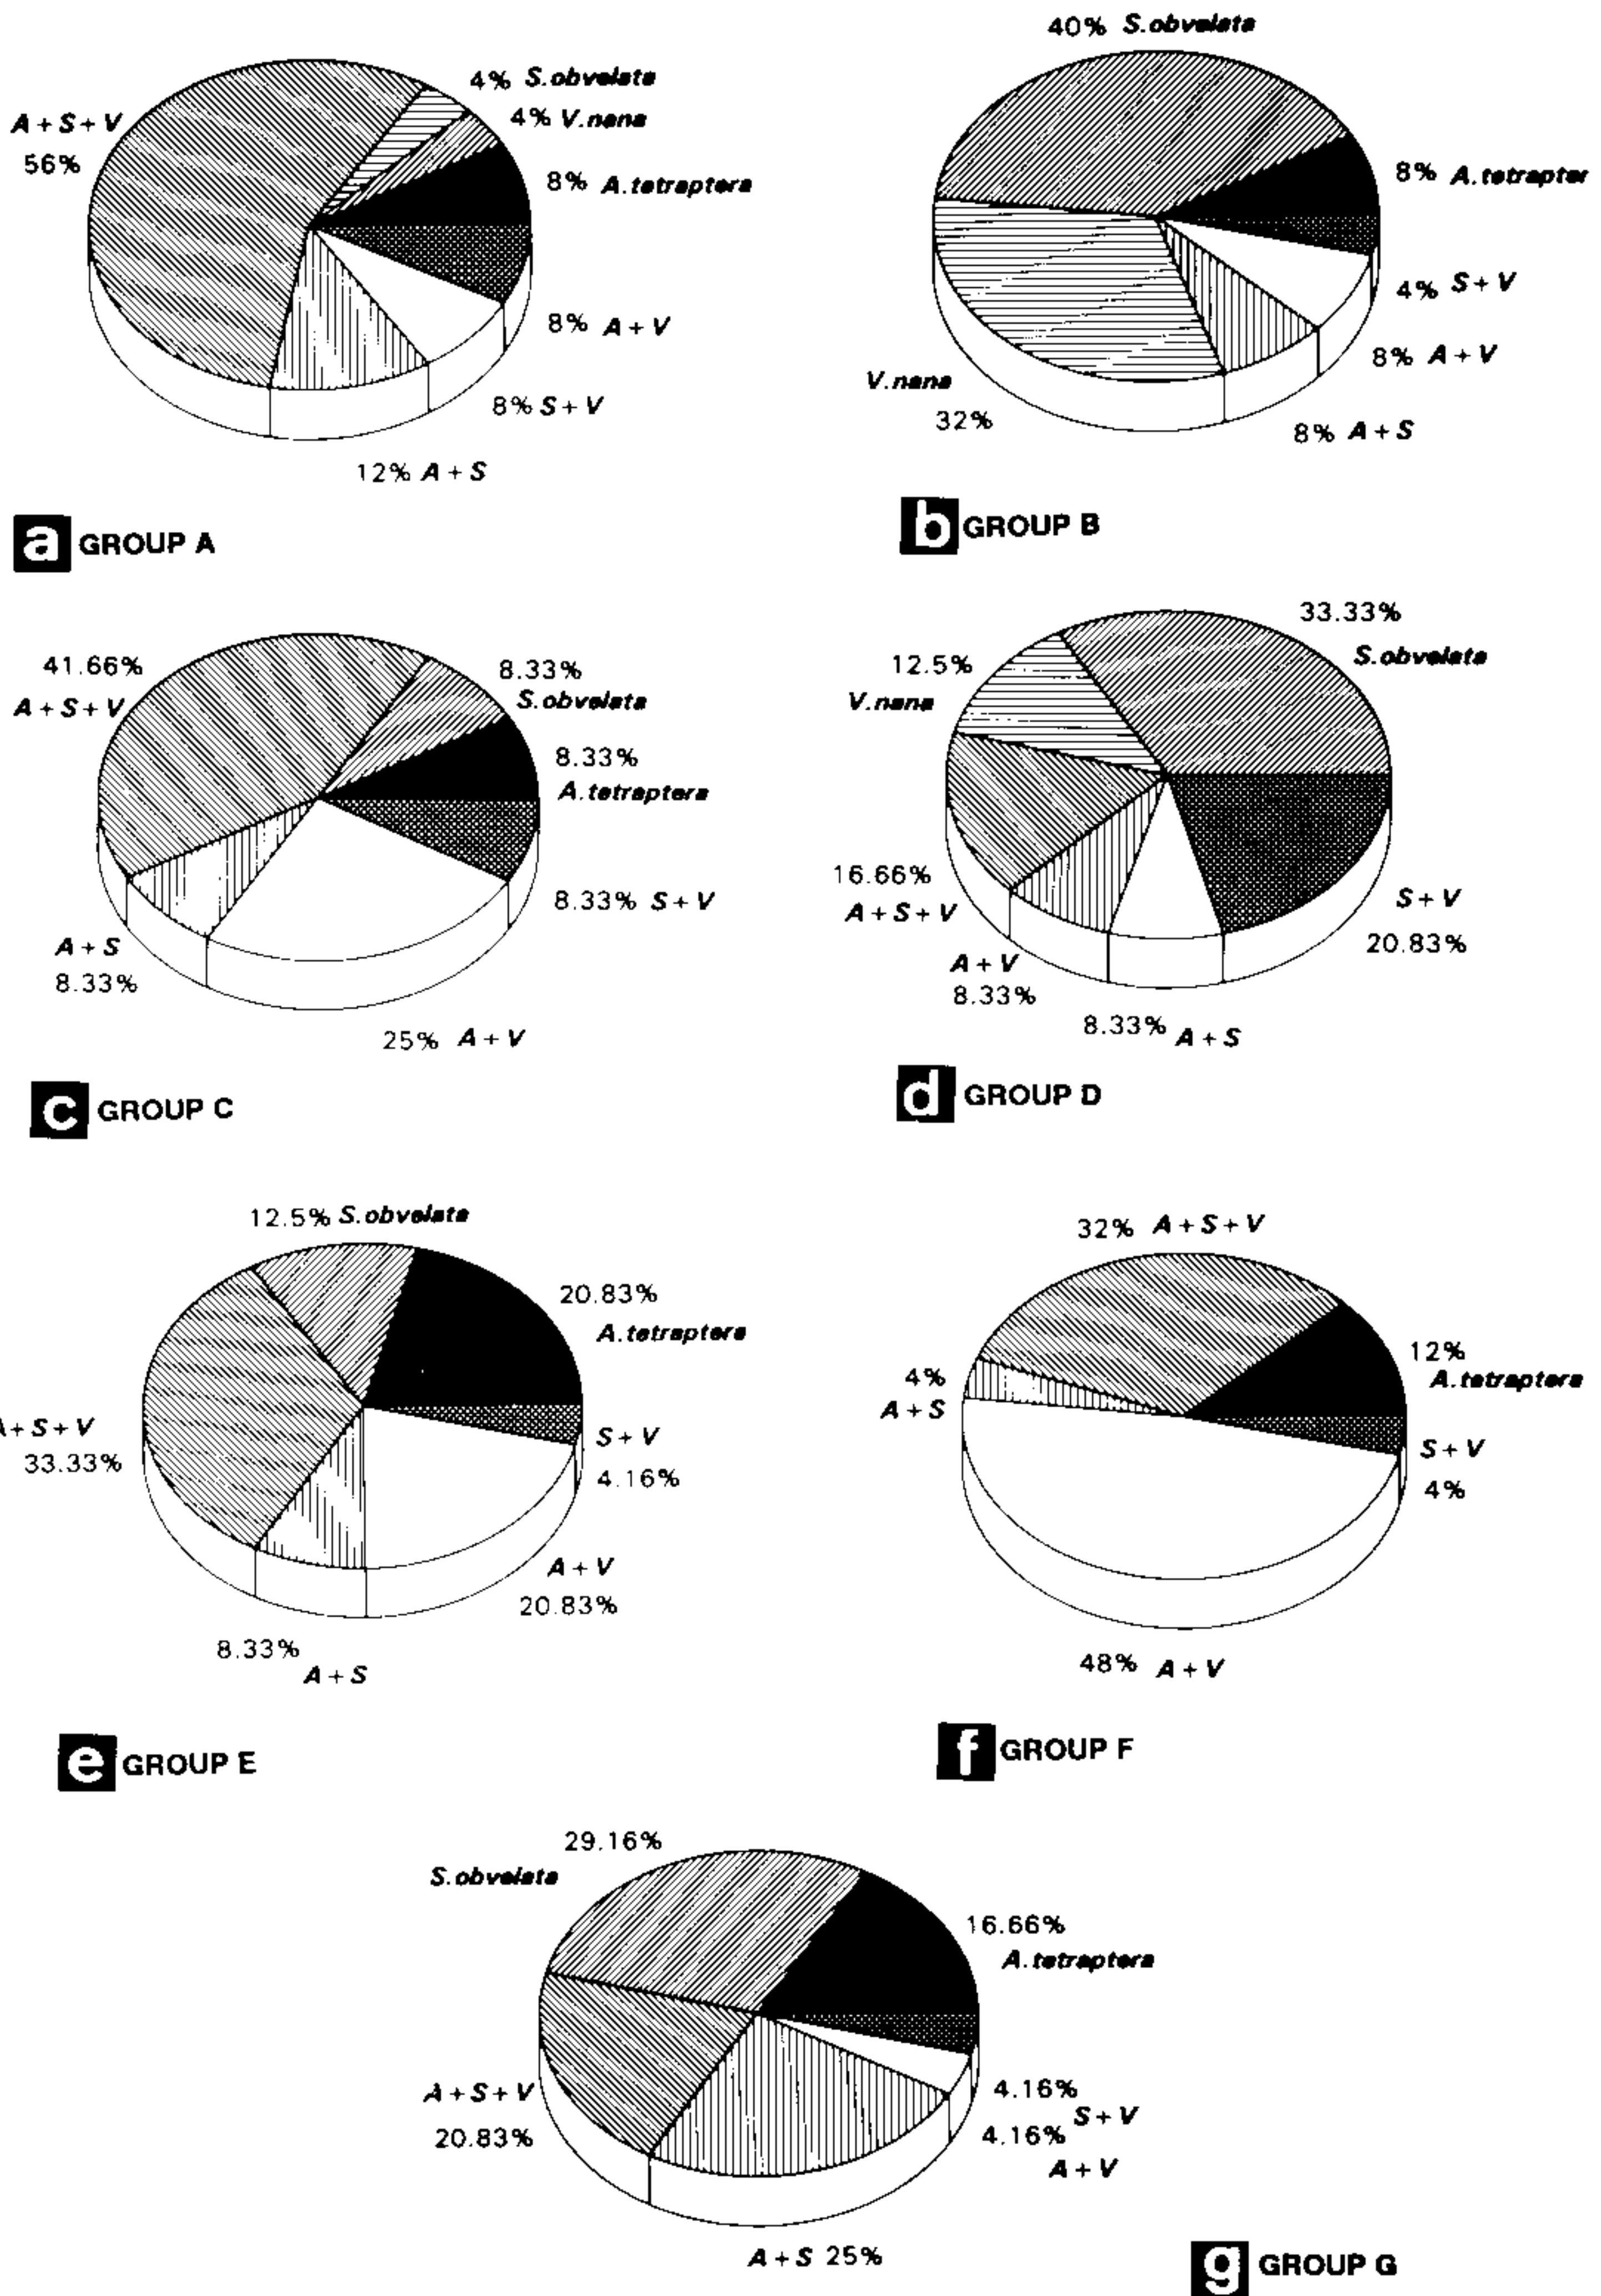 4% S.obvelata
4% V.nana
A + S + V
56%
8% A.tetraptera
8% A + V
8% S + V
12% A + S
a GROUP A
40% S.obvelata
8% A.tetrapter
4% S + V
8% A + V
V.nana
32%
8% A + S
b GROUP B
41.66%
A + S + V
8.33%
S.obvelata
8.33%
A.tetraptera
8.33% S + V
A + S
8.33%
25% A + V
c GROUP C
33.33%
S.obvelata
12.5%
V.nana
16.66%
A + S + V
S + V
20.83%
A + V
8.33%
8.33% A + S
d GROUP D
12.5% S.obvelata
20.83%
A.tetraptera
A + S + V
33.33%
S + V
4.16%
A + V
20.83%
8.33%
A + S
e GROUP E
32% A + S + V
12%
A.tetraptera
4%
A + S
S + V
4%
48% A + V
f GROUP F
29.16%
S.obvelata
16.66%
A.tetraptera
A + S + V
20.83%
4.16%
S + V
4.16%
A + V
A + S 25%
g GROUP G